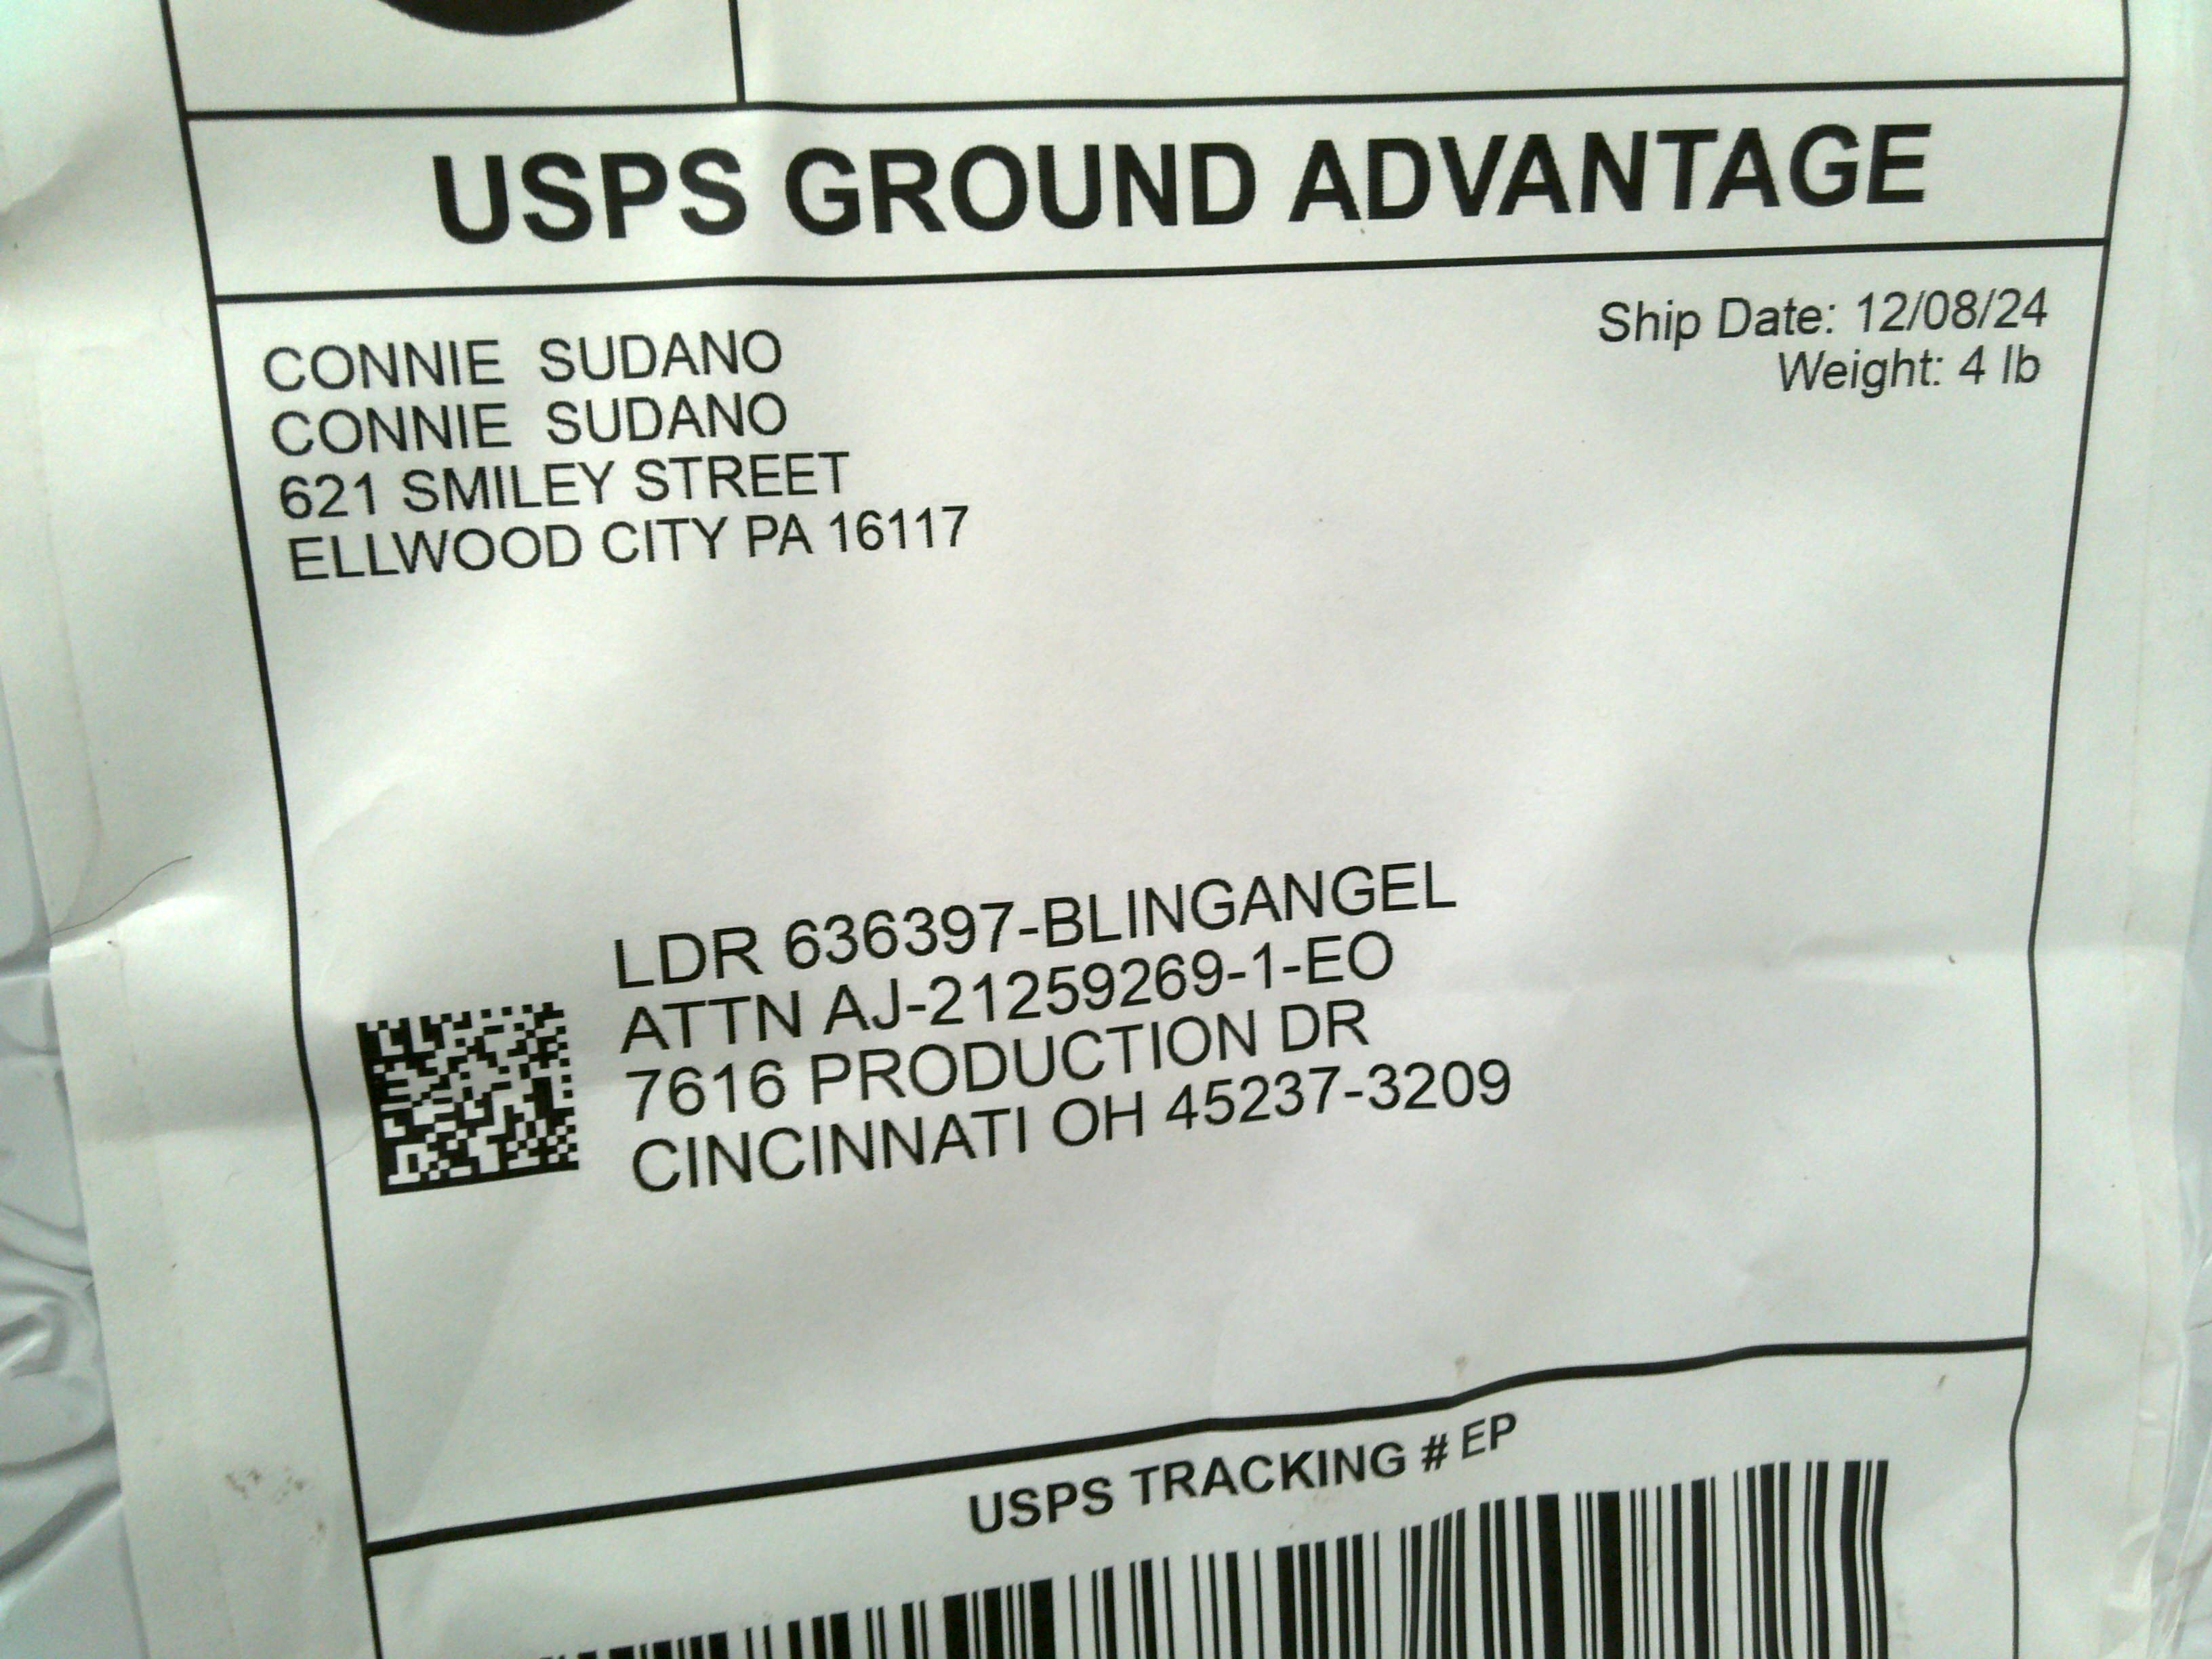 USPS GROUND ADVANTAGE
CONNIE  SUDANO
CONNIE  SUDANO
621 SMILEY STREET
ELLWOOD CITY PA 16117
Ship Date: 12/08/24
Weight: 4 lb
LDR 636397-BLINGANGEL
ATTN AJ-21259269-1-EO
7616 PRODUCTION DR
CINCINNATI OH 45237-3209
USPS TRACKING # EP